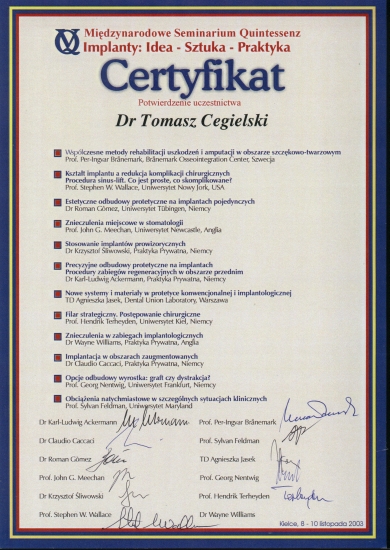 Międzynarodowe Seminarium Quintessenz
Implanty: Idea - Sztuka - Praktyka
Certyfikat
Potwierdzenie uczestnictwa
Dr Tomasz Cegielski
Współczesne metody rehabilitacji uszkodzeń i amputacji w obszarze szczękowo-twarzowym
Prof. Per-Ingvar Brånemark, Brånemark Osseointegration Center, Szwecja
Kształt implantu a redukcja komplikacji chirurgicznych
Procedura sinus-lift. Co jest proste, co skomplikowane?
Prof. Stephen W. Wallace, Uniwersytet Nowy Jork, USA
Estetyczne odbudowy protetyczne na implantach pojedynczych
Dr Roman Gómez, Uniwersytet Tübingen, Niemcy
Znieczulenia miejscowe w stomatologii
Prof. John G. Meechan, Uniwersytet Newcastle, Anglia
Stosowanie implantów prowizorycznych
Dr Krzysztof Śliwowski, Praktyka Prywatna, Niemcy
Precyzyjne odbudowy protetyczne na implantach
Procedury zabiegów regeneracyjnych w obszarze przednim
Dr Karl-Ludwig Ackermann, Praktyka Prywatna, Niemcy
Nowe systemy i materiały w protetyce konwencjonalnej i implantologicznej
TD Agnieszka Jasek, Dental Union Laboratory, Warszawa
Filar strategiczny. Postępowanie chirurgiczne
Prof. Hendrik Terheyden, Uniwersytet Kiel, Niemcy
Znieczulenia w zabiegach implantologicznych
Dr Wayne Williams, Praktyka Prywatna, Anglia
Implantacja w obszarach zaugmentowanych
Dr Claudio Caccaci, Praktyka Prywatna, Niemcy
Opcje odbudowy wyrostka: graft czy dystrakcja?
Prof. Georg Nentwig, Uniwersytet Frankfurt, Niemcy
Obciążenia natychmiastowe w szczególnych sytuacjach klinicznych
Prof. Sylvan Feldman, Uniwersytet Maryland
Dr Karl-Ludwig Ackermann
Prof. Per-Ingvar Brånemark
Dr Claudio Caccaci
Prof. Sylvan Feldman
Dr Roman Gómez
TD Agnieszka Jasek
Prof. John G. Meechan
Prof. Georg Nentwig
Dr Krzysztof Śliwowski
Prof. Hendrik Terheyden
Prof. Stephen W. Wallace
Dr Wayne Williams
Kielce, 8 - 10 listopada 2003